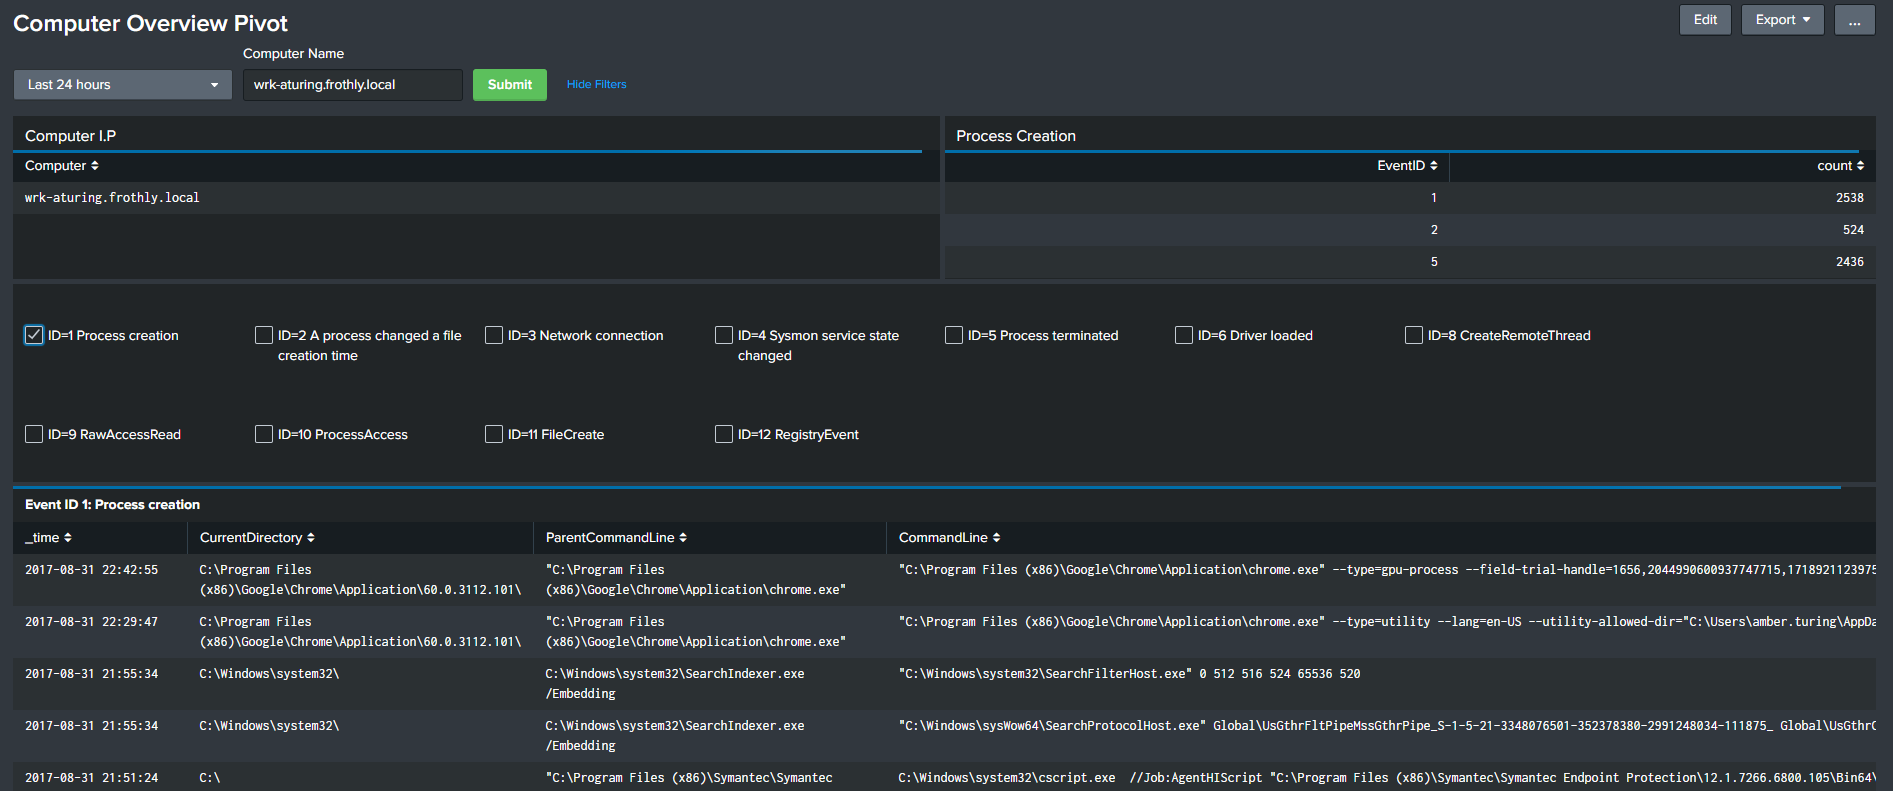 Computer Overview Pivot
Edit
Export
...
Computer Name
Last 24 hours
wrk-aturing.frothly.local
Submit
Hide Filters
Computer I.P
Computer
wrk-aturing.frothly.local
Process Creation
EventID count
1 2538
2 524
5 2436
ID=1 Process creation
ID=2 A process changed a file
creation time
ID=3 Network connection
ID=4 Sysmon service state
changed
ID=5 Process terminated
ID=6 Driver loaded
ID=8 CreateRemoteThread
ID=9 RawAccessRead
ID=10 ProcessAccess
ID=11 FileCreate
ID=12 RegistryEvent
Event ID 1: Process creation
_time CurrentDirectory ParentCommandLine CommandLine
2017-08-31 22:42:55 C:\Program Files "C:\Program Files "C:\Program Files (x86)\Google\Chrome\Application\chrome.exe" --type=gpu-process --field-trial-handle=1656,2044990600937747715,1718921123975
(x86)\Google\Chrome\Application\60.0.3112.101\ (x86)\Google\Chrome\Application\chrome.exe"
2017-08-31 22:29:47 C:\Program Files "C:\Program Files "C:\Program Files (x86)\Google\Chrome\Application\chrome.exe" --type=utility --lang=en-US --utility-allowed-dir="C:\Users\amber.turing\AppDa
(x86)\Google\Chrome\Application\60.0.3112.101\ (x86)\Google\Chrome\Application\chrome.exe"
2017-08-31 21:55:34 C:\Windows\system32\ C:\Windows\system32\SearchIndexer.exe "C:\Windows\system32\SearchFilterHost.exe" 0 512 516 524 65536 520
/Embedding
2017-08-31 21:55:34 C:\Windows\system32\ C:\Windows\system32\SearchIndexer.exe "C:\Windows\sysWow64\SearchProtocolHost.exe" Global\UsGthrFltPipeMssGthrPipe_S-1-5-21-3348076501-352378380-2991248034-111875_ Global\UsGthrC
/Embedding
2017-08-31 21:51:24 C:\ "C:\Program Files (x86)\Symantec\Symantec C:\Windows\system32\cscript.exe //Job:AgentHIScript "C:\Program Files (x86)\Symantec\Symantec Endpoint Protection\12.1.7266.6800.105\Bin64\